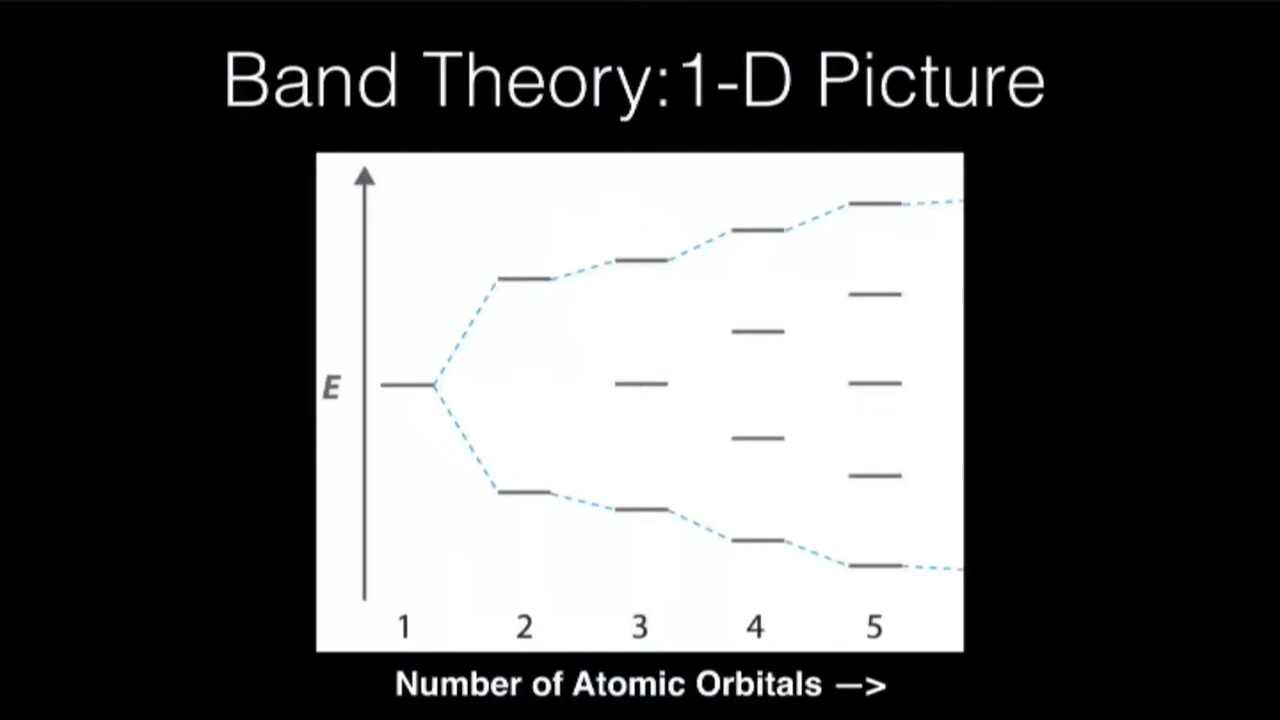 Band Theory:1-D Picture
E
1 2 3 4 5
Number of Atomic Orbitals —>